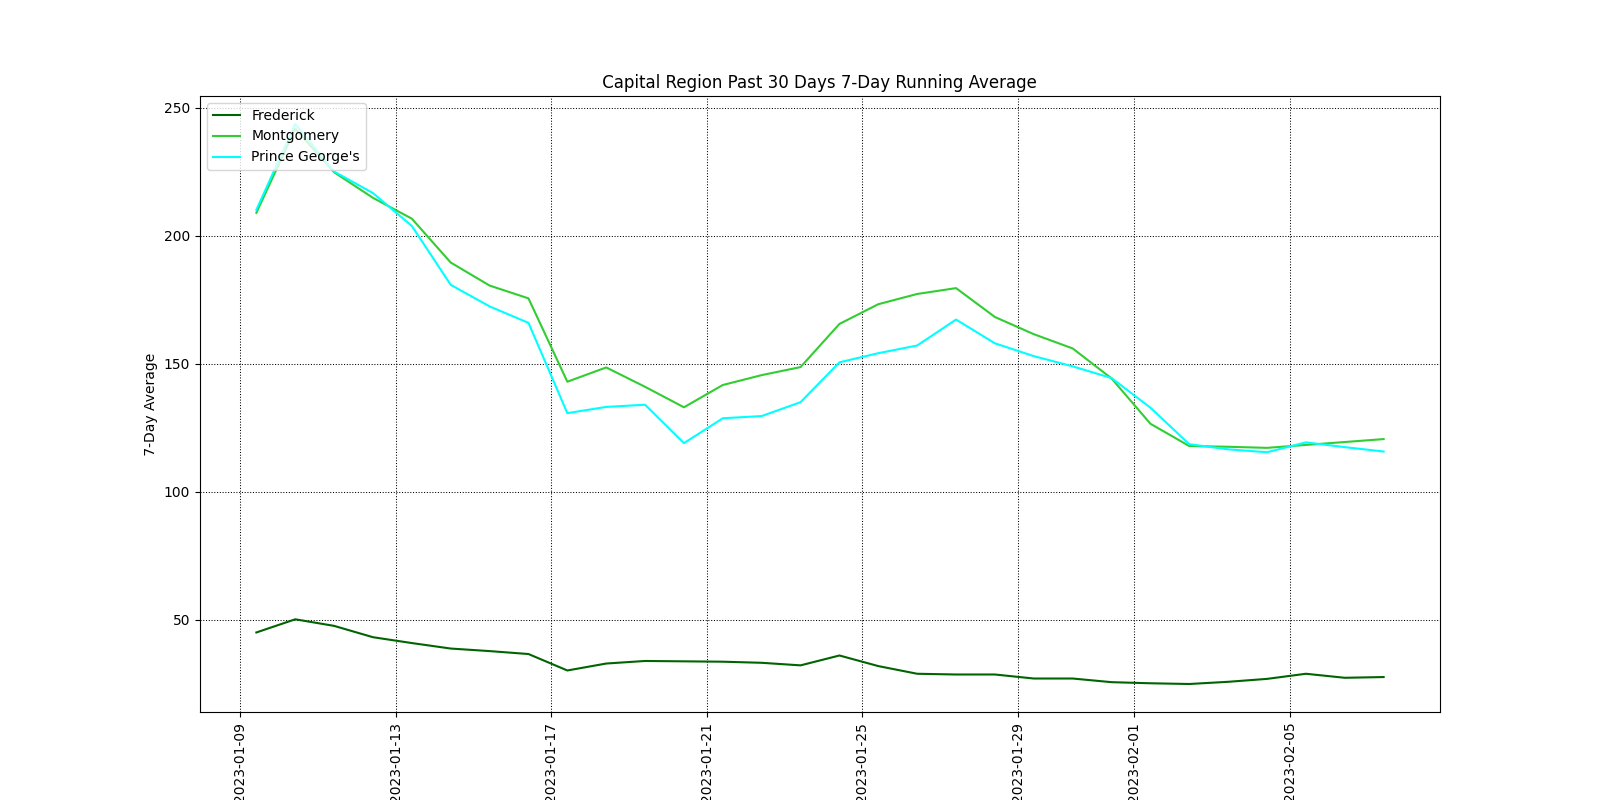 Capital Region Past 30 Days 7-Day Running Average
Frederick
Montgomery
Prince George's
7-Day Average
250
200
150
100
50
2023-01-09
2023-01-13
2023-01-17
2023-01-21
2023-01-25
2023-01-29
2023-02-01
2023-02-05